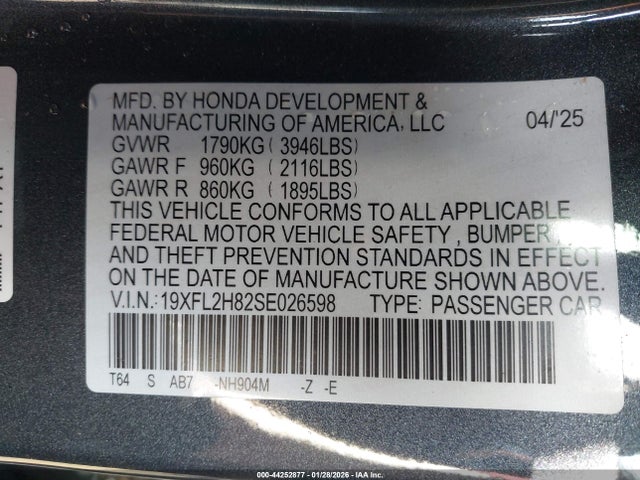 MFD. BY HONDA DEVELOPMENT &
MANUFACTURING OF AMERICA, LLC 04/'25
GVWR 1790KG ( 3946LBS )
GAWR F 960KG ( 2116LBS )
GAWR R 860KG ( 1895LBS )
THIS VEHICLE CONFORMS TO ALL APPLICABLE
FEDERAL MOTOR VEHICLE SAFETY , BUMPER ,
AND THEFT PREVENTION STANDARDS IN EFFECT
ON THE DATE OF MANUFACTURE SHOWN ABOVE.
V.I.N.:19XFL2H82SE026598 TYPE: PASSENGER CAR
T64 S AB7 -NH904M -Z -E
000-44252877 - 01/28/2026 - IAA Inc.